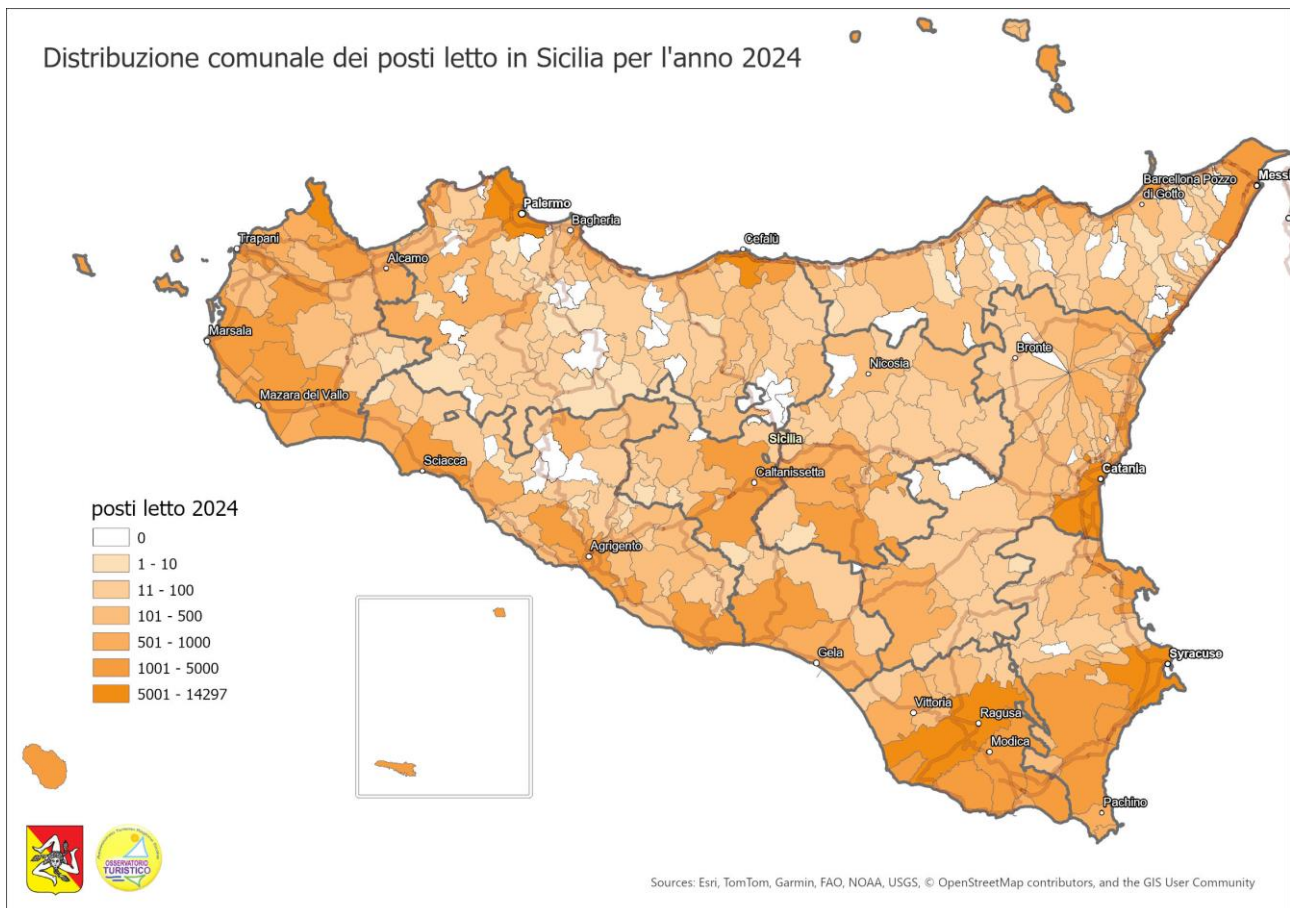 Distribuzione comunale dei posti letto in Sicilia per l'anno 2024
Messi
Barcellona Pozzo
di Gotto
Palermo
Bagheria
Cefalù
Trapani
Alcamo
Marsala
Bronte
Nicosia
Mazara del Vallo
Sicilia
Sciacca
Caltanissetta
Catania
posti letto 2024
0
1 - 10
11 - 100
101 - 500
501 - 1000
1001 - 5000
5001 - 14297
Agrigento
Gela
Syracuse
Vittoria
Ragusa
Modica
Pachino
OSSERVATORIO
TURISTICO
Sources: Esri, TomTom, Garmin, FAO, NOAA, USGS, © OpenStreetMap contributors, and the GIS User Community